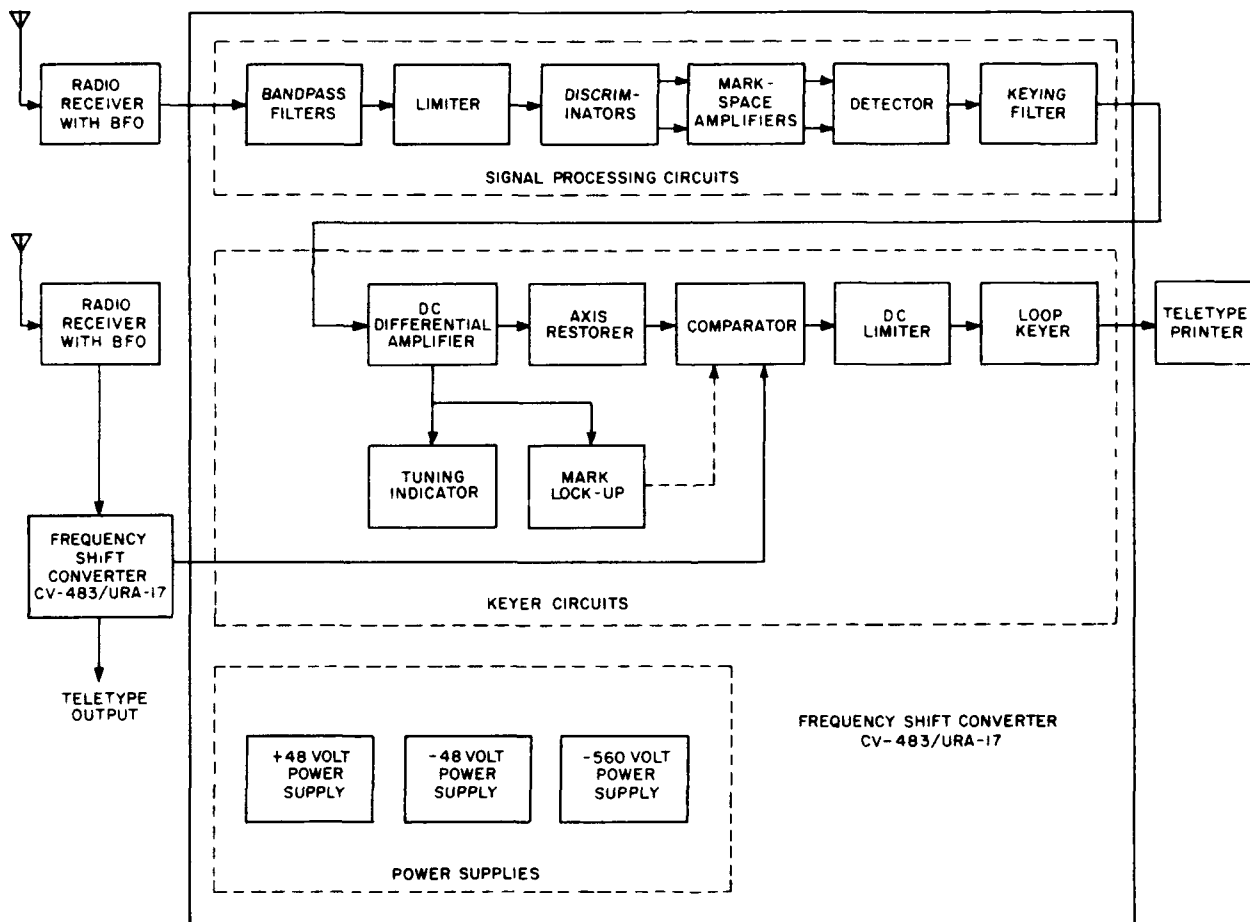 RADIO
RECEIVER
WITH BFO
BANDPASS
FILTERS
LIMITER
DISCRIM-
INATORS
MARK-
SPACE
AMPLIFIERS
DETECTOR
KEYING
FILTER
SIGNAL PROCESSING CIRCUITS
RADIO
RECEIVER
WITH BFO
DC
DIFFERENTIAL
AMPLIFIER
AXIS
RESTORER
COMPARATOR
DC
LIMITER
LOOP
KEYER
TELETYPE
PRINTER
TUNING
INDICATOR
MARK
LOCK-UP
FREQUENCY
SHIFT
CONVERTER
CV-483/URA-17
KEYER CIRCUITS
TELETYPE
OUTPUT
+48 VOLT
POWER
SUPPLY
-48 VOLT
POWER
SUPPLY
-560 VOLT
POWER
SUPPLY
POWER SUPPLIES
FREQUENCY SHIFT CONVERTER
CV-483/URA-17